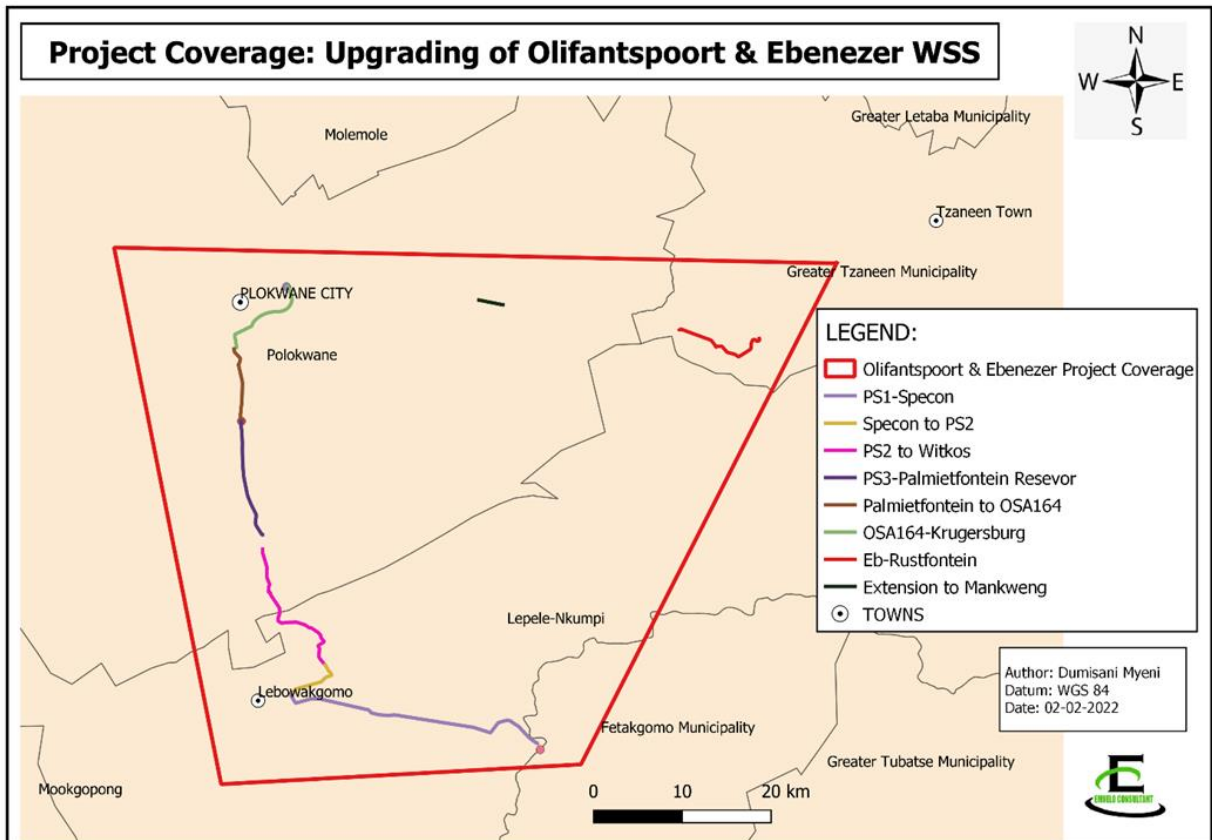 Project Coverage: Upgrading of Olifantspoort & Ebenezer WSS
N
W E
S
Molemole
Greater Letaba Municipality
Tzaneen Town
Greater Tzaneen Municipality
PLOKWANE CITY
Polokwane
LEGEND:
Olifantspoort & Ebenezer Project Coverage
PS1-Specon
Specon to PS2
PS2 to Witkos
PS3-Palmietfontein Resevor
Palmietfontein to OSA164
OSA164-Krugersburg
Eb-Rustfontein
Extension to Mankweng
TOWNS
Lepele-Nkumpi
Lebowakgomo
Author: Dumisani Myeni
Datum: WGS 84
Date: 02-02-2022
Fetakgomo Municipality
Greater Tubatse Municipality
Mookgopong
0 10 20 km
E
EMVELO CONSULTANT